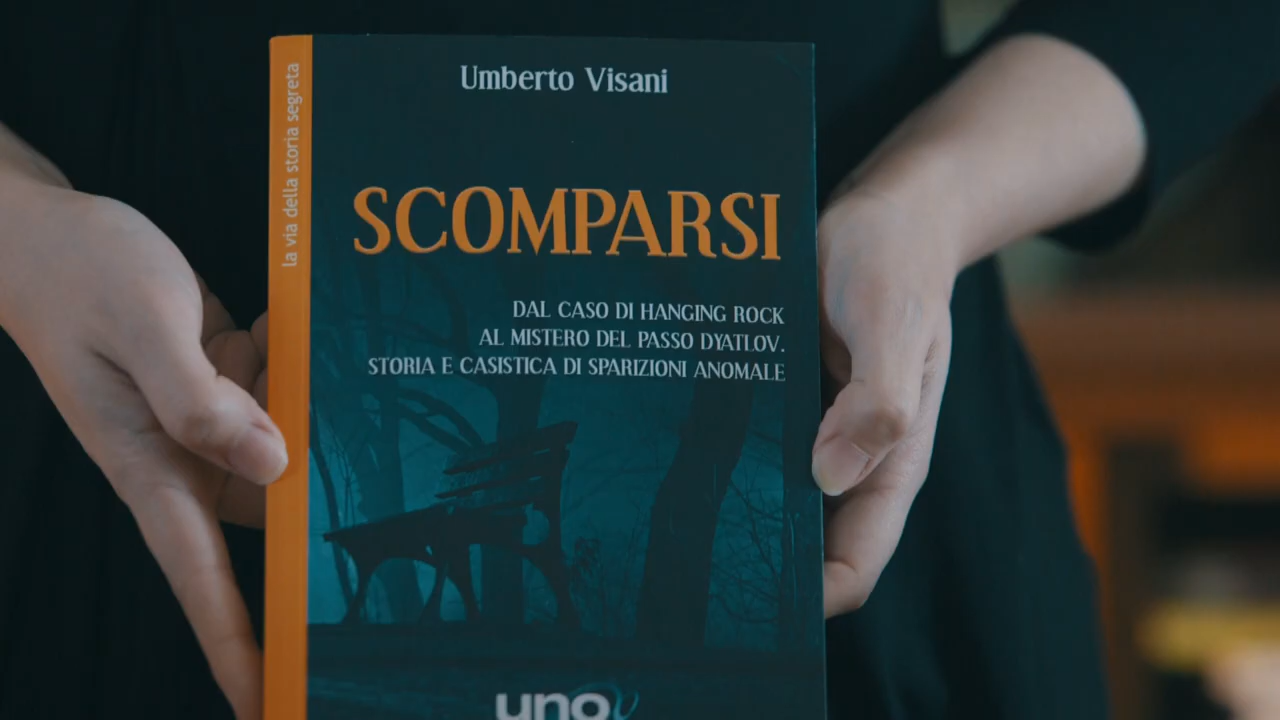 la via della storia segreta
Umberto Visani
SCOMPARSI
DAL CASO DI HANGING ROCK
AL MISTERO DEL PASSO DYATLOV.
STORIA E CASISTICA DI SPARIZIONI ANOMALE
uno